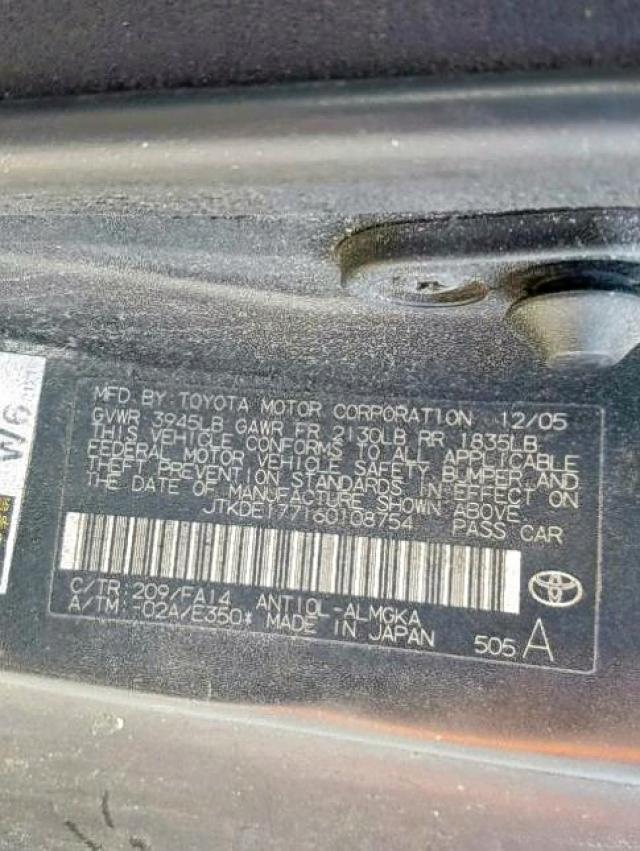 MFD. BY: TOYOTA MOTOR CORPORATION 12/05
GVWR 3945LB GAWR FR 2130LB RR 1835LB
THIS VEHICLE CONFORMS TO ALL APPLICABLE
FEDERAL MOTOR VEHICLE SAFETY, BUMPER, AND
THEFT PREVENTION STANDARDS IN EFFECT ON
THE DATE OF MANUFACTURE SHOWN ABOVE.
JTKDE177160108754 PASS CAR
C/TR: 209/FA14 ANT10L-ALMGKA
A/TM: -02A/E350* MADE IN JAPAN 505 A